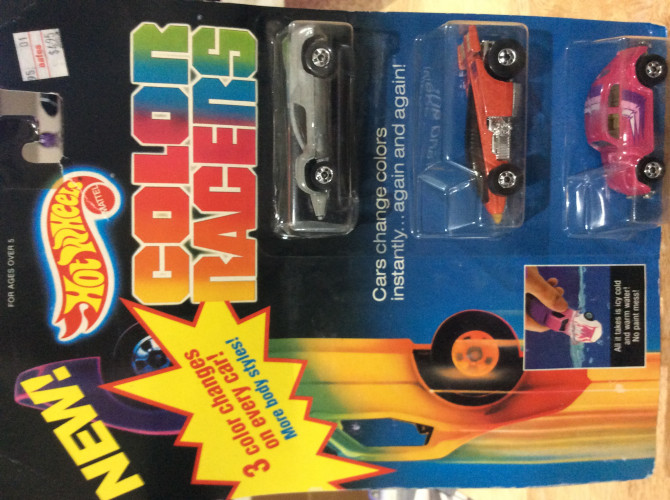 FOR AGES OVER 5
Hot Wheels
MATTEL
COLOR
RACERS
NEW!
3 color changes
on every car!
More body styles!
Cars change colors
instantly... again and again!
All it takes is icy cold
and warm water!
No paint mess!